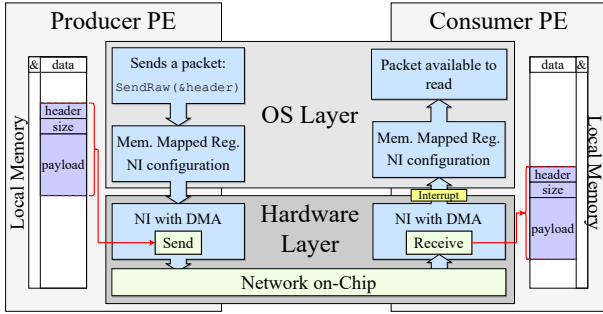 Producer PE
Consumer PE
& data
header
size
payload
Local Memory
Sends a packet:
SendRaw(&header)
Mem. Mapped Reg.
NI configuration
OS Layer
Packet available to
read
Mem. Mapped Reg.
NI configuration
Interrupt
NI with DMA
Send
Hardware
Layer
NI with DMA
Receive
Network on-Chip
& data
header
size
payload
Local Memory